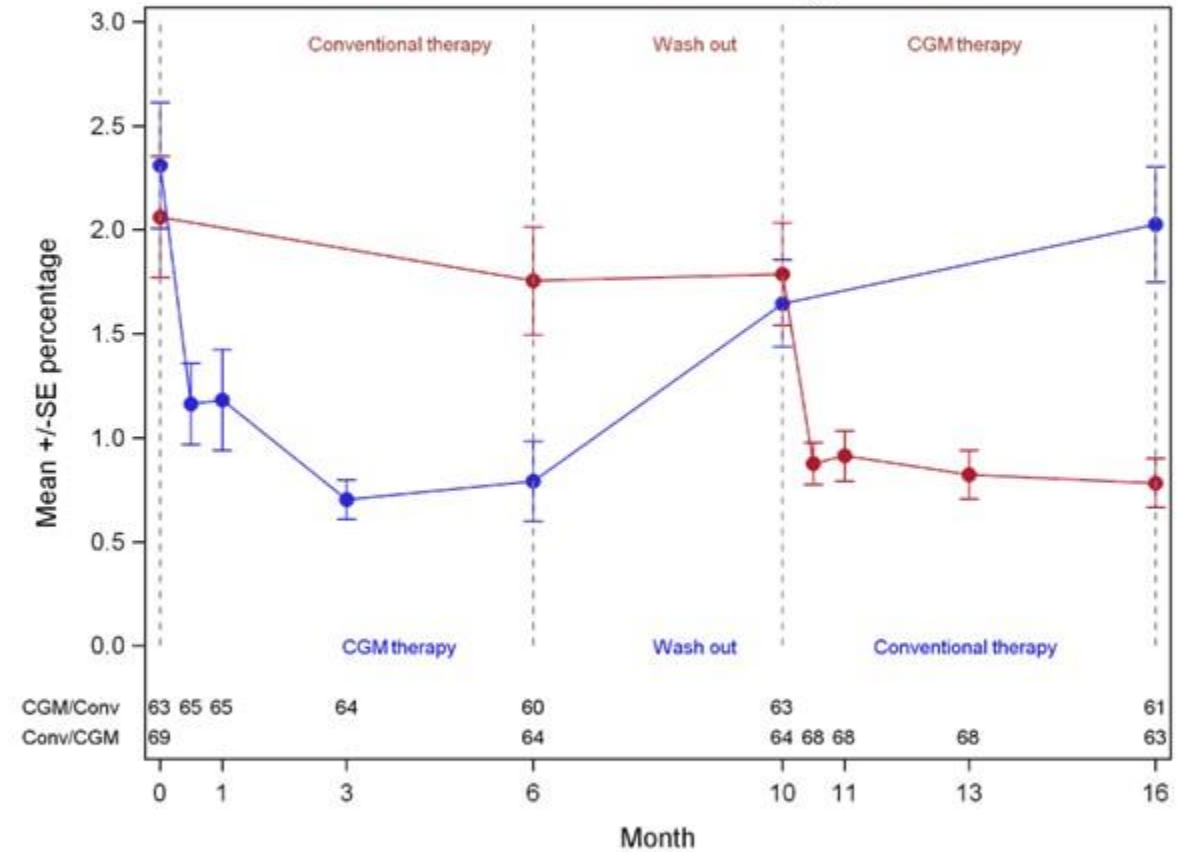 3.0
Conventional therapy Wash out CGM therapy
2.5
2.0
1.5
1.0
0.5
0.0
Mean +/-SE percentage
CGM therapy Wash out Conventional therapy
CGM/Conv 63 65 65 64 60 63 61
Conv/CGM 69 64 64 68 68 68 63
0 1 3 6 10 11 13 16
Month